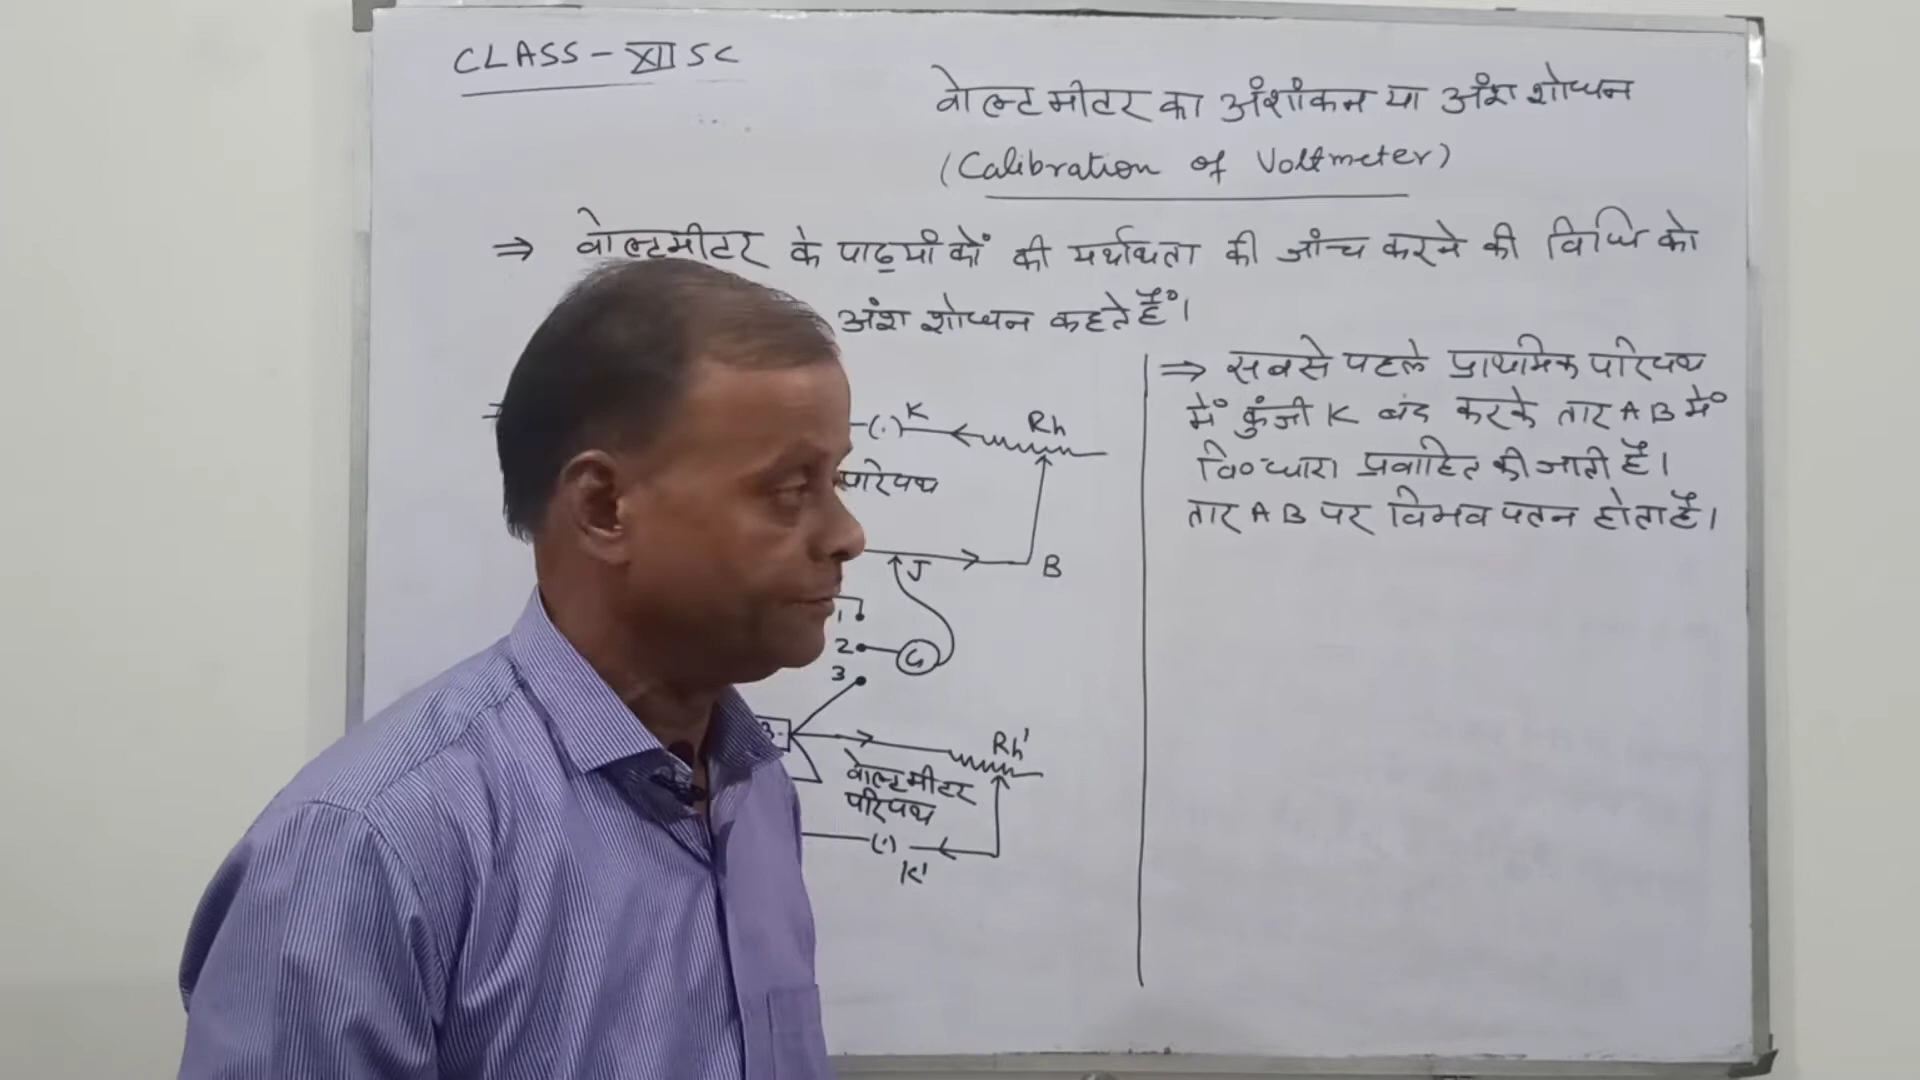 CLASS - XII SC
वोल्टमीटर का अंशांकन या अंश शोधन
(Calibration of Voltmeter)
⇒ वोल्टमीटर के पाठ्यांकों की यर्थाथता की जाँच करने की विधि को
अंश शोधन कहते हैं।
⇒ सबसे पहले प्राथमिक परिपथ
में कुंजी K बंद करके तार AB में
वि० धारा प्रवाहित की जाती है।
तार AB पर विभव पतन होता है।
K
Rh
परिपथ
J
B
1
2
G
3
B-
Rh'
वोल्टमीटर
परिपथ
K'